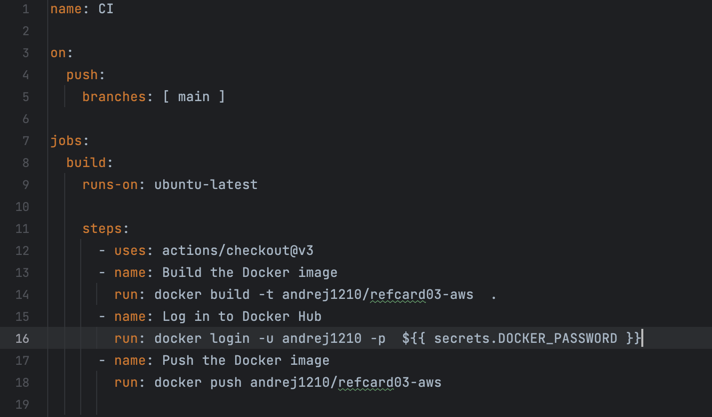 1 name: CI
2
3 on:
4 push:
5 branches: [ main ]
6
7 jobs:
8 build:
9 runs-on: ubuntu-latest
10
11 steps:
12 - uses: actions/checkout@v3
13 - name: Build the Docker image
14 run: docker build -t andrej1210/refcard03-aws  .
15 - name: Log in to Docker Hub
16 run: docker login -u andrej1210 -p  ${{ secrets.DOCKER_PASSWORD }}
17 - name: Push the Docker image
18 run: docker push andrej1210/refcard03-aws
19